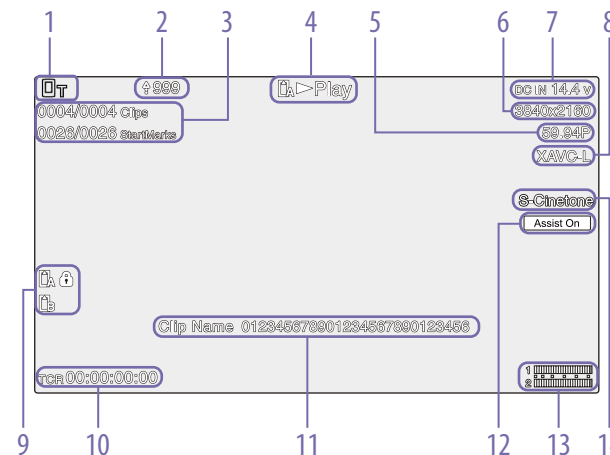 1 2 3 4 5 6 7 8
T 999 A Play DC IN 14.4 V
0004/0004 Clips 3840x2160
0026/0026 StartMarks 59.94P
XAVC-L
S-Cinetone
Assist On
A
B
Clip Name 012345678901234567890123456
TCR 00:00:00:00
1
2
9 10 11 12 13 1